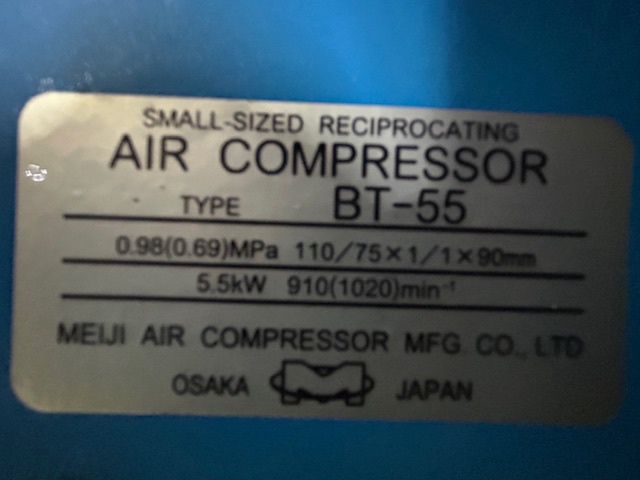 SMALL-SIZED RECIPROCATING
AIR COMPRESSOR
TYPE BT-55
0.98(0.69)MPa 110/75×1/1×90mm
5.5kW 910(1020)min⁻¹
MEIJI AIR COMPRESSOR MFG. CO., LTD
OSAKA JAPAN